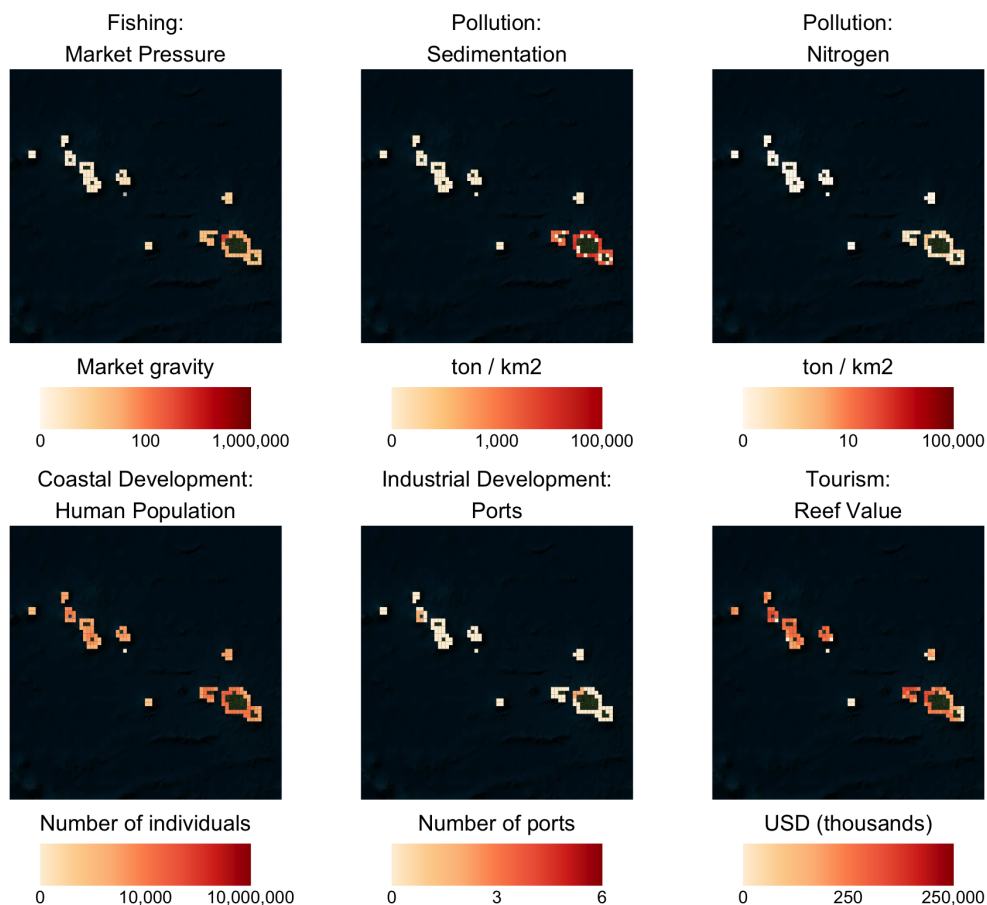 Fishing:
Market Pressure
Pollution:
Sedimentation
Pollution:
Nitrogen
Market gravity
0 100 1,000,000
ton / km2
0 1,000 100,000
ton / km2
0 10 100,000
Coastal Development:
Human Population
Industrial Development:
Ports
Tourism:
Reef Value
Number of individuals
0 10,000 10,000,000
Number of ports
0 3 6
USD (thousands)
0 250 250,000